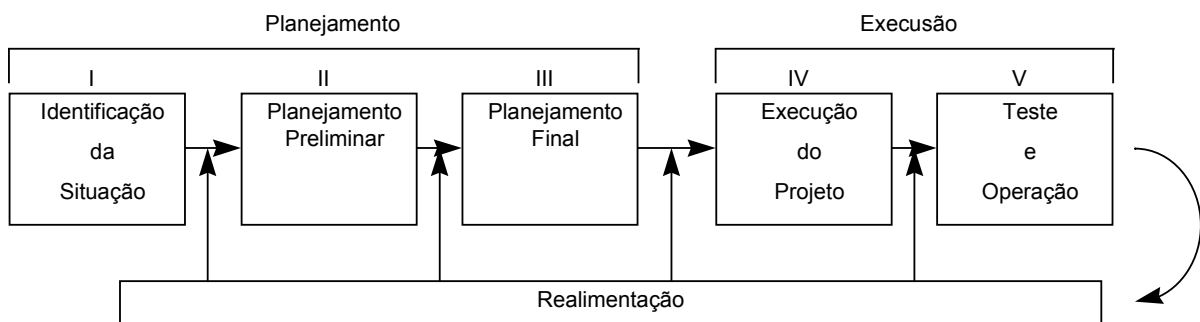 Planejamento
Execusão
I
II
III
IV
V
Identificação
da
Situação
Planejamento
Preliminar
Planejamento
Final
Execução
do
Projeto
Teste
e
Operação
Realimentação